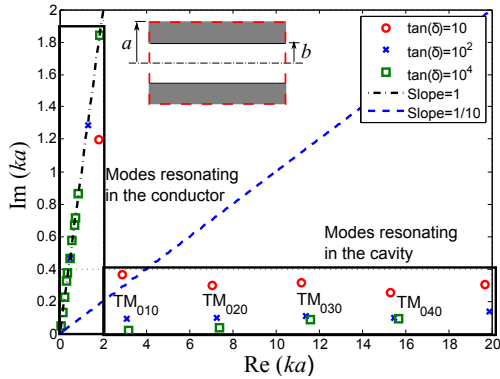 2
1.8
1.6
1.4
1.2
1
0.8
0.6
0.4
0.2
0
Im (ka)
a
b
tan(δ)=10
tan(δ)=10²
tan(δ)=10⁴
Slope=1
Slope=1/10
Modes resonating
in the conductor
Modes resonating
in the cavity
TM₀₁₀
TM₀₂₀
TM₀₃₀
TM₀₄₀
0 2 4 6 8 10 12 14 16 18 20
Re (ka)